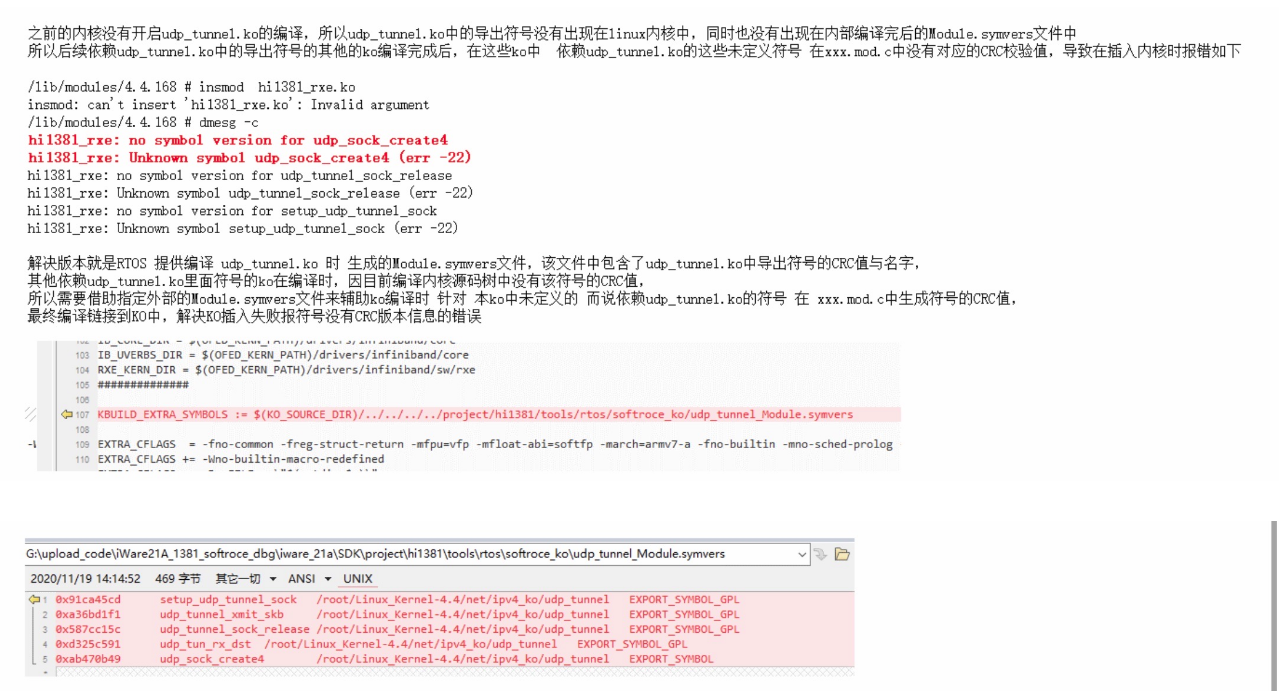 之前的内核没有开启udp_tunnel.ko的编译，所以udp_tunnel.ko中的导出符号没有出现在linux内核中，同时也没有出现在内部编译完后的Module.symvers文件中
所以后续依赖udp_tunnel.ko中的导出符号的其他的ko编译完成后，在这些ko中 依赖udp_tunnel.ko的这些未定义符号 在xxx.mod.c中没有对应的CRC校验值，导致在插入内核时报错如下
/lib/modules/4.4.168 # insmod hi1381_rxe.ko
insmod: can't insert 'hi1381_rxe.ko': Invalid argument
/lib/modules/4.4.168 # dmesg -c
hi1381_rxe: no symbol version for udp_sock_create4
hi1381_rxe: Unknown symbol udp_sock_create4 (err -22)
hi1381_rxe: no symbol version for udp_tunnel_sock_release
hi1381_rxe: Unknown symbol udp_tunnel_sock_release (err -22)
hi1381_rxe: no symbol version for setup_udp_tunnel_sock
hi1381_rxe: Unknown symbol setup_udp_tunnel_sock (err -22)
解决版本就是RTOS 提供编译 udp_tunnel.ko 时 生成的Module.symvers文件，该文件中包含了udp_tunnel.ko中导出符号的CRC值与名字，
其他依赖udp_tunnel.ko里面符号的ko在编译时，因目前编译内核源码树中没有该符号的CRC值，
所以需要借助指定外部的Module.symvers文件来辅助ko编译时 针对 本ko中未定义的 而说依赖udp_tunnel.ko的符号 在 xxx.mod.c中生成符号的CRC值，
最终编译链接到KO中，解决KO插入失败报符号没有CRC版本信息的错误
102 IB_CORE_DIR = $(OFED_KERN_PATH)/drivers/infiniband/core
103 IB_UVERBS_DIR = $(OFED_KERN_PATH)/drivers/infiniband/core
104 RXE_KERN_DIR = $(OFED_KERN_PATH)/drivers/infiniband/sw/rxe
105 ##############
106
107 KBUILD_EXTRA_SYMBOLS := $(KO_SOURCE_DIR)/../../../../project/hi1381/tools/rtos/softroce_ko/udp_tunnel_Module.symvers
108
109 EXTRA_CFLAGS = -fno-common -freg-struct-return -mfpu=vfp -mfloat-abi=softfp -march=armv7-a -fno-builtin -mno-sched-prolog
110 EXTRA_CFLAGS += -Wno-builtin-macro-redefined
G:\upload_code\iWare21A_1381_softroce_dbg\iware_21a\SDK\project\hi1381\tools\rtos\softroce_ko\udp_tunnel_Module.symvers
2020/11/19 14:14:52 469 字节 其它一切 ANSI UNIX
1 0x91ca45cd setup_udp_tunnel_sock /root/Linux_Kernel-4.4/net/ipv4_ko/udp_tunnel EXPORT_SYMBOL_GPL
2 0xa36bd1f1 udp_tunnel_xmit_skb /root/Linux_Kernel-4.4/net/ipv4_ko/udp_tunnel EXPORT_SYMBOL_GPL
3 0x587cc15c udp_tunnel_sock_release /root/Linux_Kernel-4.4/net/ipv4_ko/udp_tunnel EXPORT_SYMBOL_GPL
4 0xd325c591 udp_tun_rx_dst /root/Linux_Kernel-4.4/net/ipv4_ko/udp_tunnel EXPORT_SYMBOL_GPL
5 0xab470b49 udp_sock_create4 /root/Linux_Kernel-4.4/net/ipv4_ko/udp_tunnel EXPORT_SYMBOL